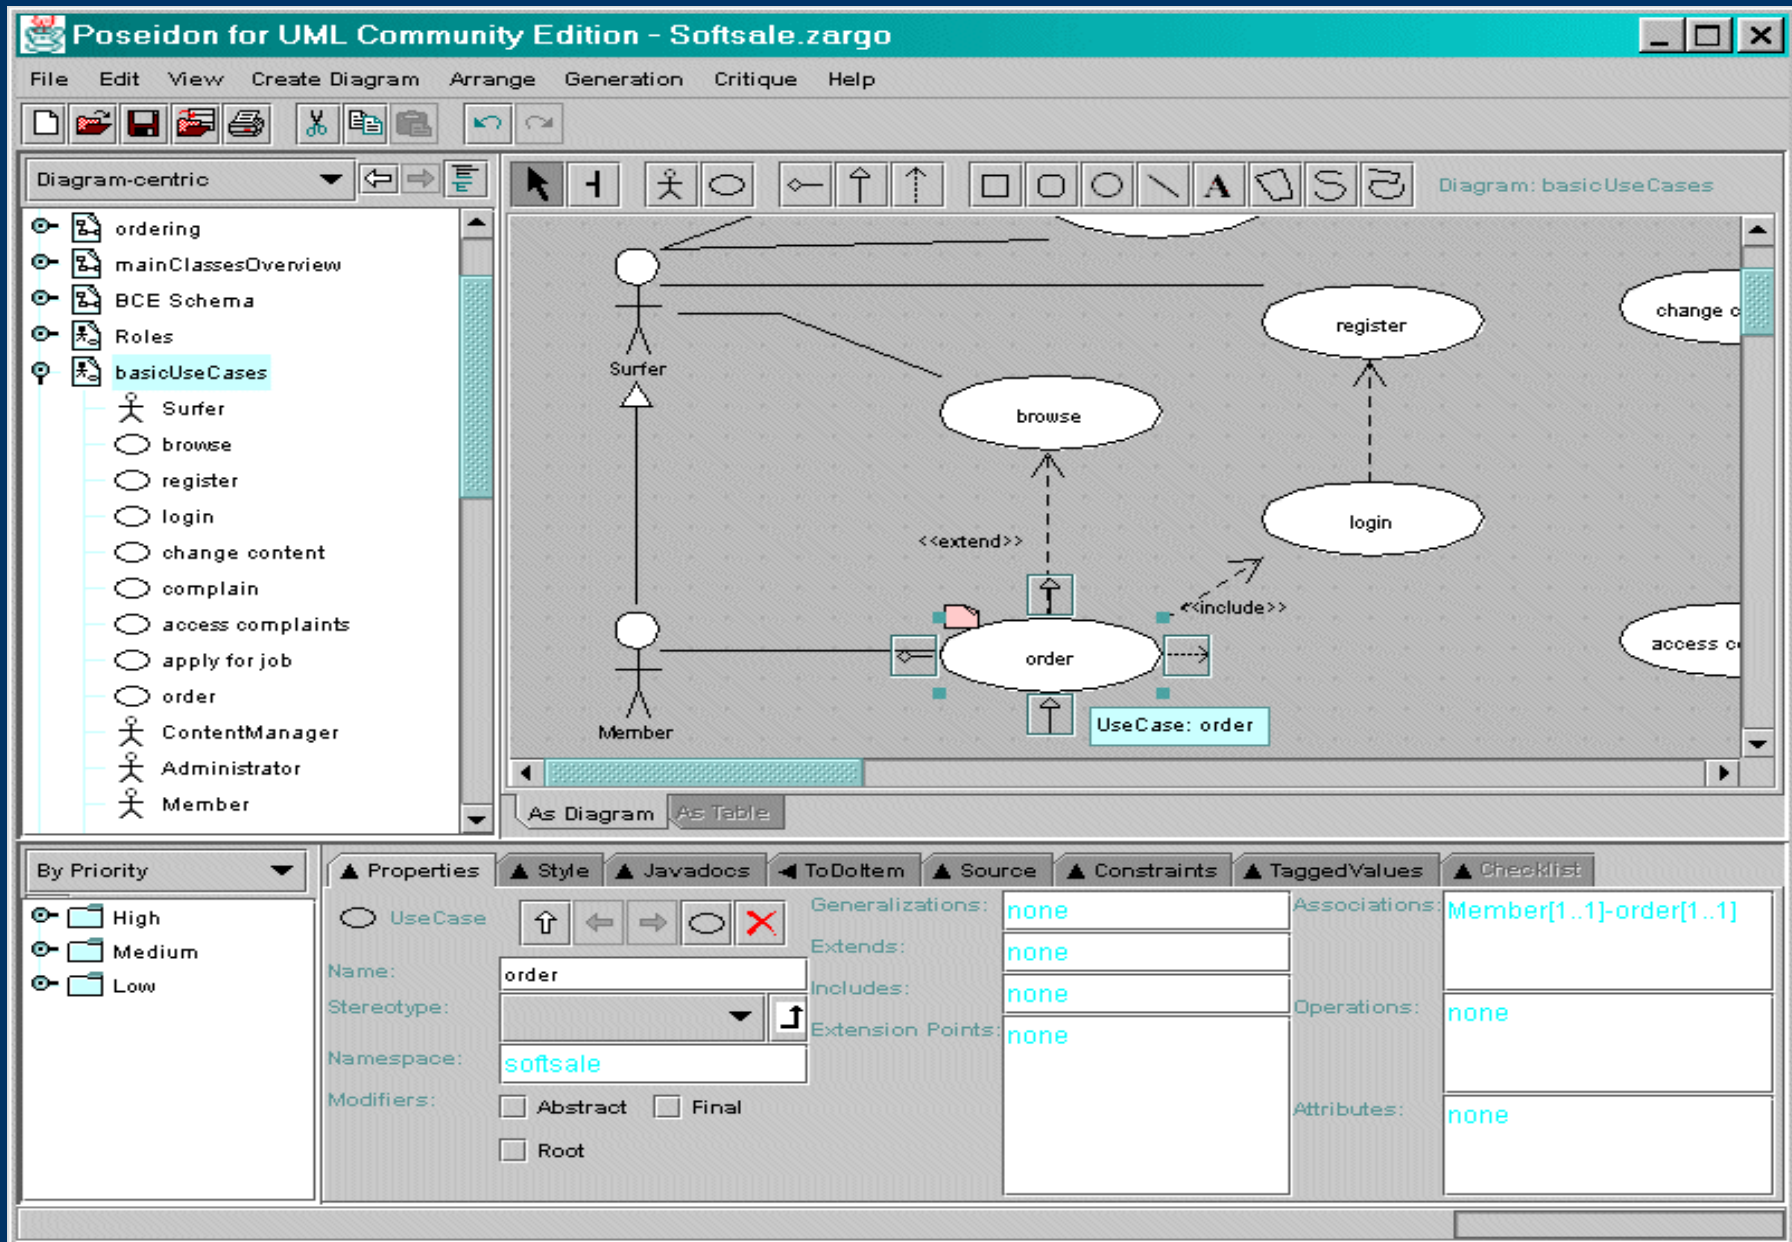 Poseidon for UML Community Edition - Softsale.zargo
File Edit View Create Diagram Arrange Generation Critique Help
Diagram-centric
A
Diagram: basicUseCases
ordering
mainClassesOverview
BCE Schema
Roles
basicUseCases
Surfer
browse
register
login
change content
complain
access complaints
apply for job
order
ContentManager
Administrator
Member
Surfer
register
change c
browse
login
<<extend>>
<<include>>
order
access c
Member
UseCase: order
As Diagram As Table
By Priority
High
Medium
Low
Properties Style Javadocs ToDoItem Source Constraints TaggedValues Checklist
UseCase
Name: order
Stereotype:
Namespace: softsale
Modifiers: Abstract Final
Root
Generalizations: none
Extends: none
Includes: none
Extension Points: none
Associations: Member[1..1]-order[1..1]
Operations: none
Attributes: none